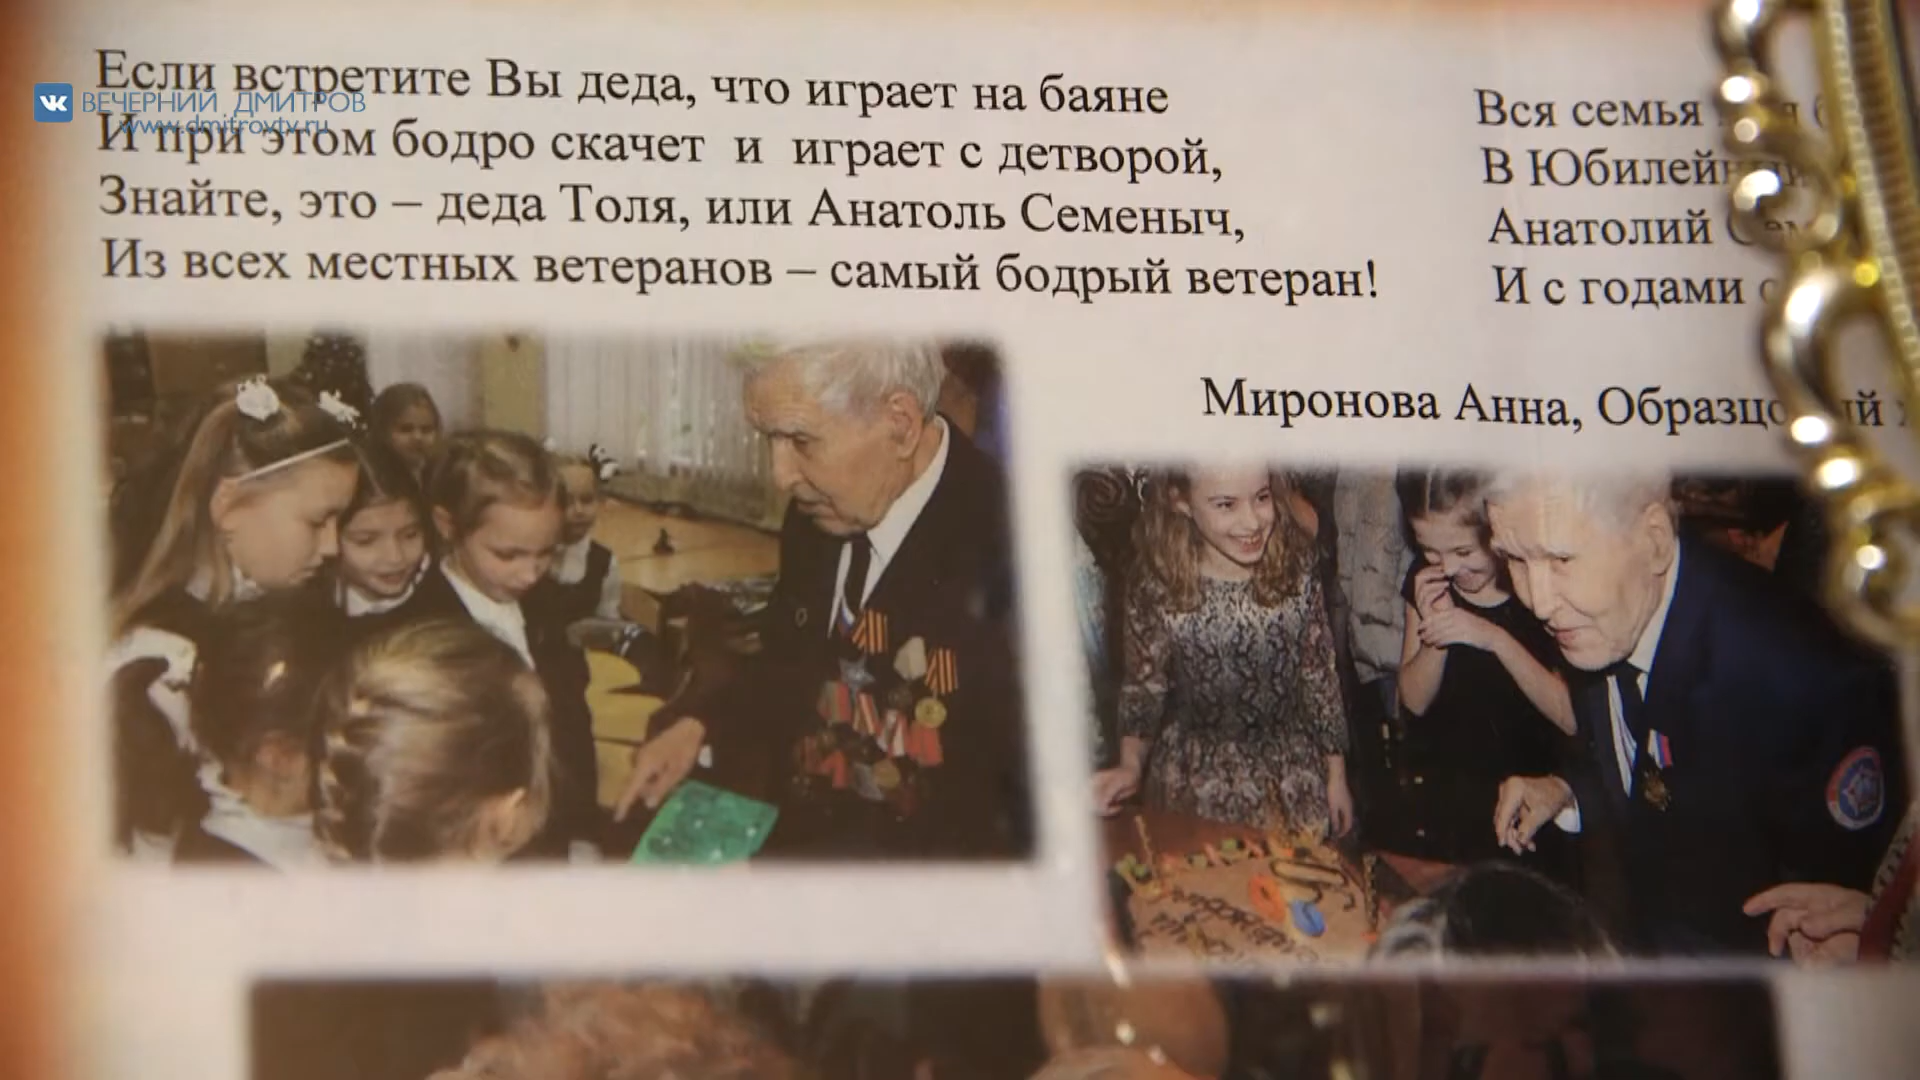 Если встретите Вы деда, что играет на баяне
И при этом бодро скачет и играет с детворой,
Знайте, это – деда Толя, или Анатоль Семеныч,
Из всех местных ветеранов – самый бодрый ветеран!
ВЕЧЕРНИЙ ДМИТРОВ
www.dmitrovtv.ru
Вся семья
В Юбилейный
Анатолий
И с годами
Миронова Анна, Образцовый